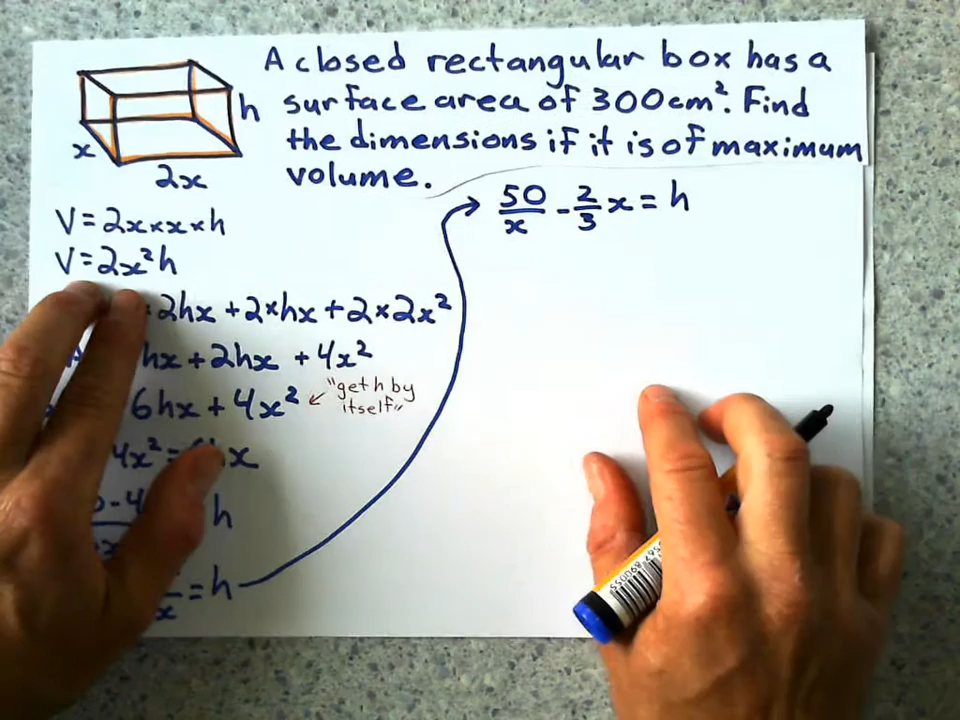 A closed rectangular box has a
surface area of 300cm². Find
the dimensions if it is of maximum
volume.
h
x
2x
V=2x×x×h
V=2x²h
2hx+2×hx+2×2x²
hx+2hx+4x²
6hx+4x²
"get h by
itself"
4x²=
x
h
=h
50/x - 2/3 x = h